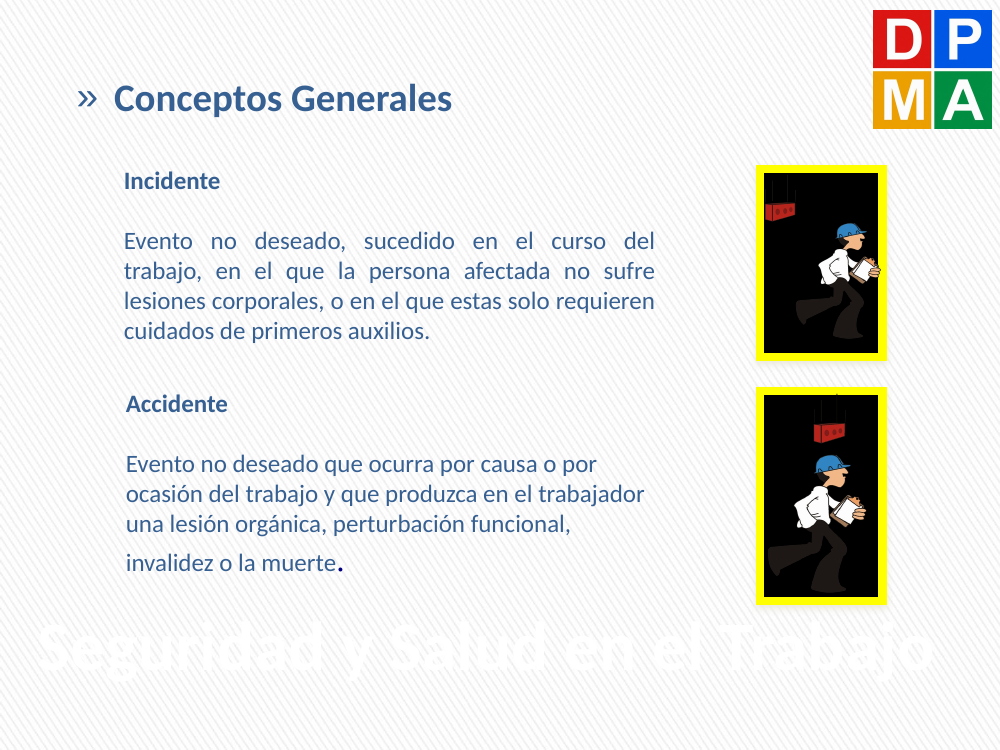 D P
M A
» Conceptos Generales
Incidente
Evento no deseado, sucedido en el curso del
trabajo, en el que la persona afectada no sufre
lesiones corporales, o en el que estas solo requieren
cuidados de primeros auxilios.
Accidente
Evento no deseado que ocurra por causa o por
ocasión del trabajo y que produzca en el trabajador
una lesión orgánica, perturbación funcional,
invalidez o la muerte.
Seguridad y Salud en el Trabajo